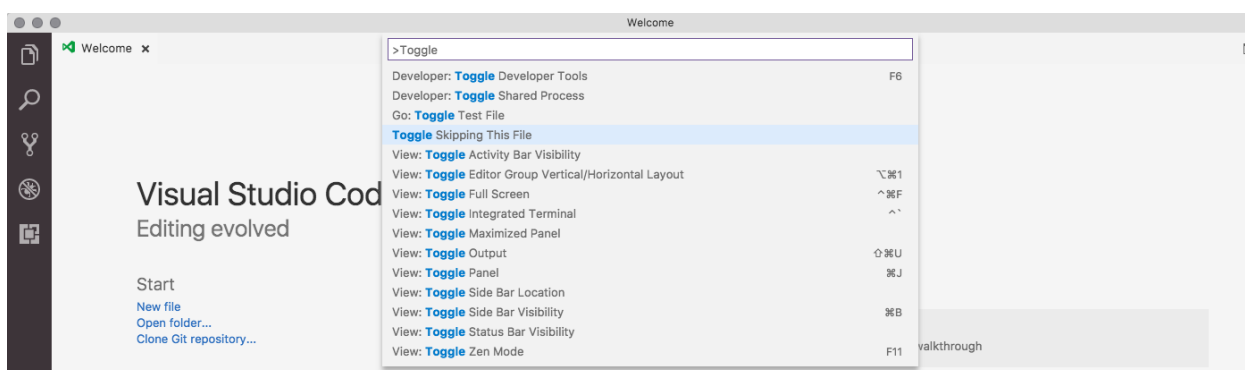 Welcome
Welcome ×
>Toggle
Developer: Toggle Developer Tools F6
Developer: Toggle Shared Process
Go: Toggle Test File
Toggle Skipping This File
View: Toggle Activity Bar Visibility
View: Toggle Editor Group Vertical/Horizontal Layout ⌥⌘1
View: Toggle Full Screen ^⌘F
View: Toggle Integrated Terminal ^`
View: Toggle Maximized Panel
View: Toggle Output ⇧⌘U
View: Toggle Panel ⌘J
View: Toggle Side Bar Location
View: Toggle Side Bar Visibility ⌘B
View: Toggle Status Bar Visibility
View: Toggle Zen Mode F11
Visual Studio Cod
Editing evolved
Start
New file
Open folder...
Clone Git repository...
walkthrough